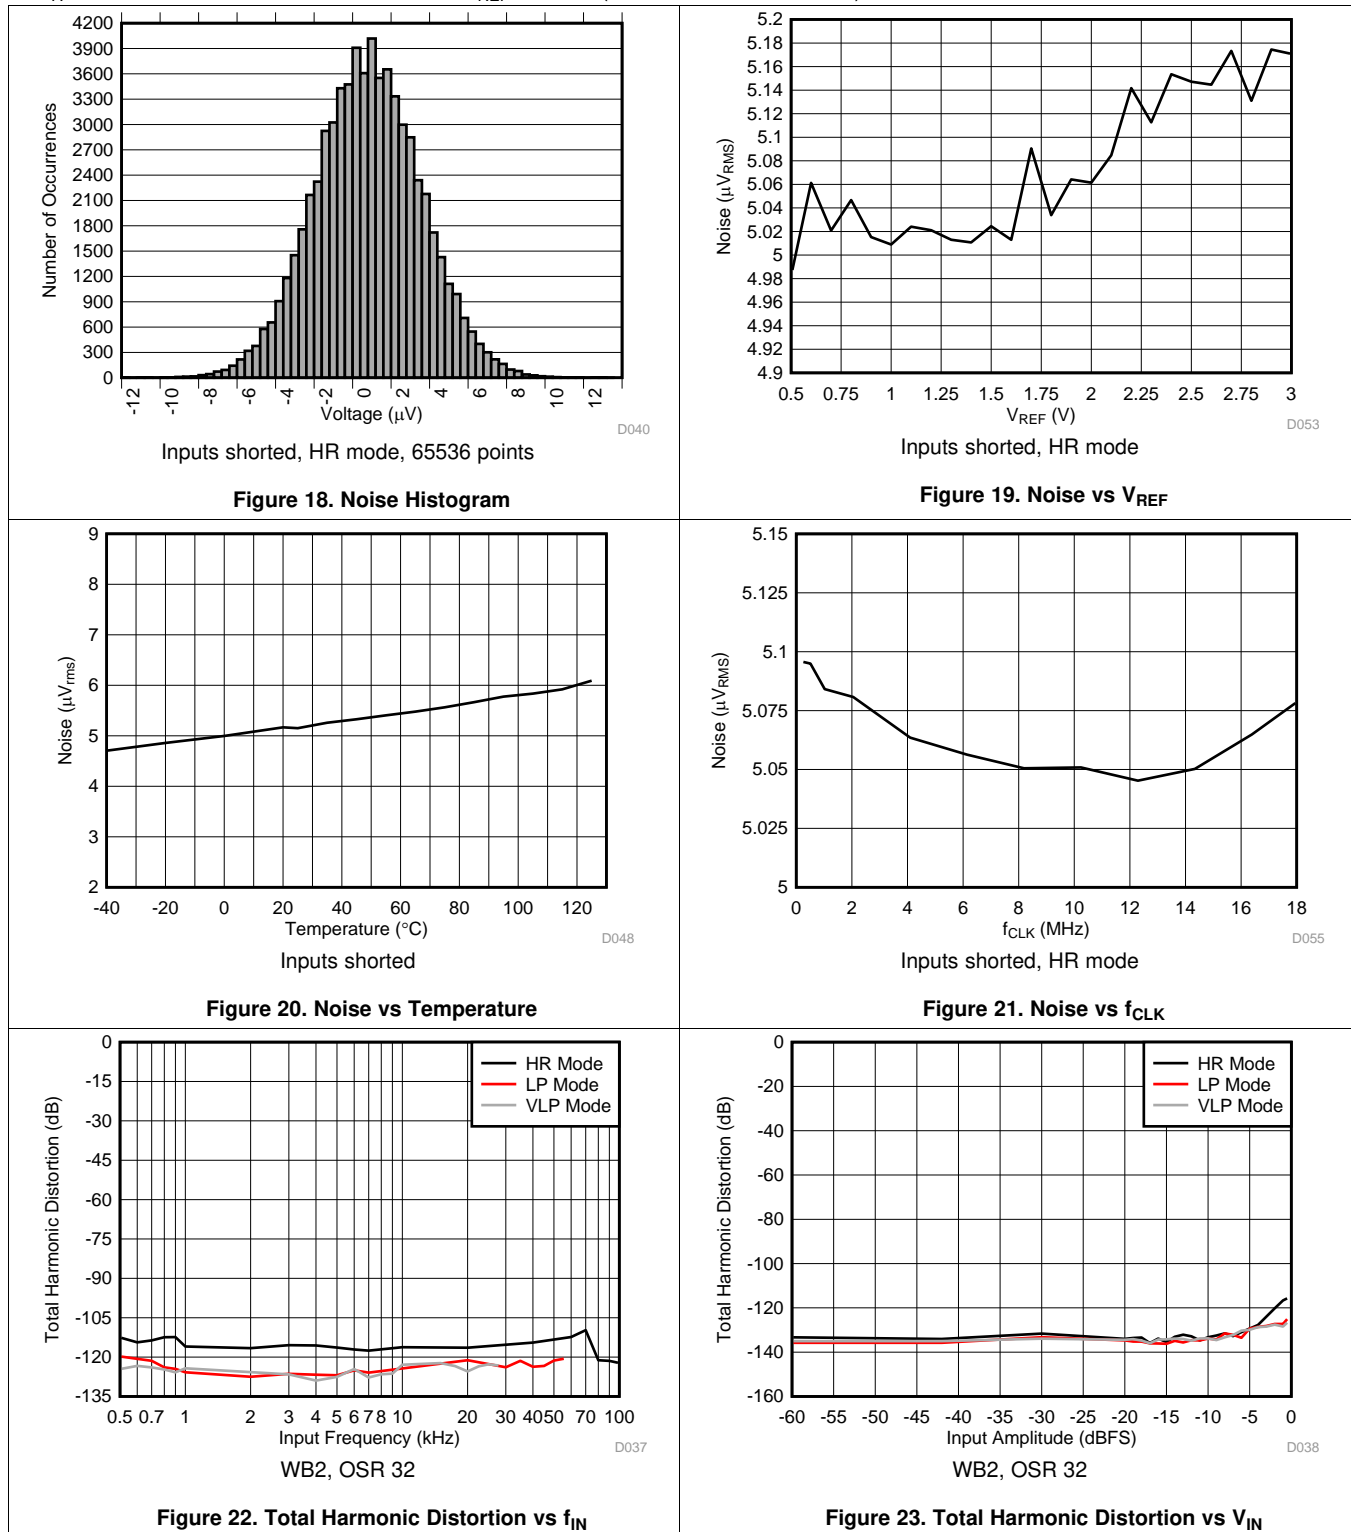 REF
4200
3900
3600
3300
3000
2700
2400
2100
1800
1500
1200
900
600
300
0
Number of Occurrences
-12
-10
-8
-6
-4
-2
0
2
4
6
8
10
12
Voltage (μV)
D040
Inputs shorted, HR mode, 65536 points
Figure 18. Noise Histogram
5.2
5.18
5.16
5.14
5.12
5.1
5.08
5.06
5.04
5.02
5
4.98
4.96
4.94
4.92
4.9
Noise (μVRMS)
0.5 0.75 1 1.25 1.5 1.75 2 2.25 2.5 2.75 3
VREF (V)
D053
Inputs shorted, HR mode
Figure 19. Noise vs VREF
9
8
7
6
5
4
3
2
Noise (μVrms)
-40 -20 0 20 40 60 80 100 120
Temperature (°C)
D048
Inputs shorted
Figure 20. Noise vs Temperature
5.15
5.125
5.1
5.075
5.05
5.025
5
Noise (μVRMS)
0 2 4 6 8 10 12 14 16 18
fCLK (MHz)
D055
Inputs shorted, HR mode
Figure 21. Noise vs fCLK
0
-15
-30
-45
-60
-75
-90
-105
-120
-135
Total Harmonic Distortion (dB)
HR Mode
LP Mode
VLP Mode
0.5 0.7 1 2 3 4 5 6 7 8 10 20 30 40 50 70 100
Input Frequency (kHz)
D037
WB2, OSR 32
Figure 22. Total Harmonic Distortion vs fIN
0
-20
-40
-60
-80
-100
-120
-140
-160
Total Harmonic Distortion (dB)
HR Mode
LP Mode
VLP Mode
-60 -55 -50 -45 -40 -35 -30 -25 -20 -15 -10 -5 0
Input Amplitude (dBFS)
D038
WB2, OSR 32
Figure 23. Total Harmonic Distortion vs VIN